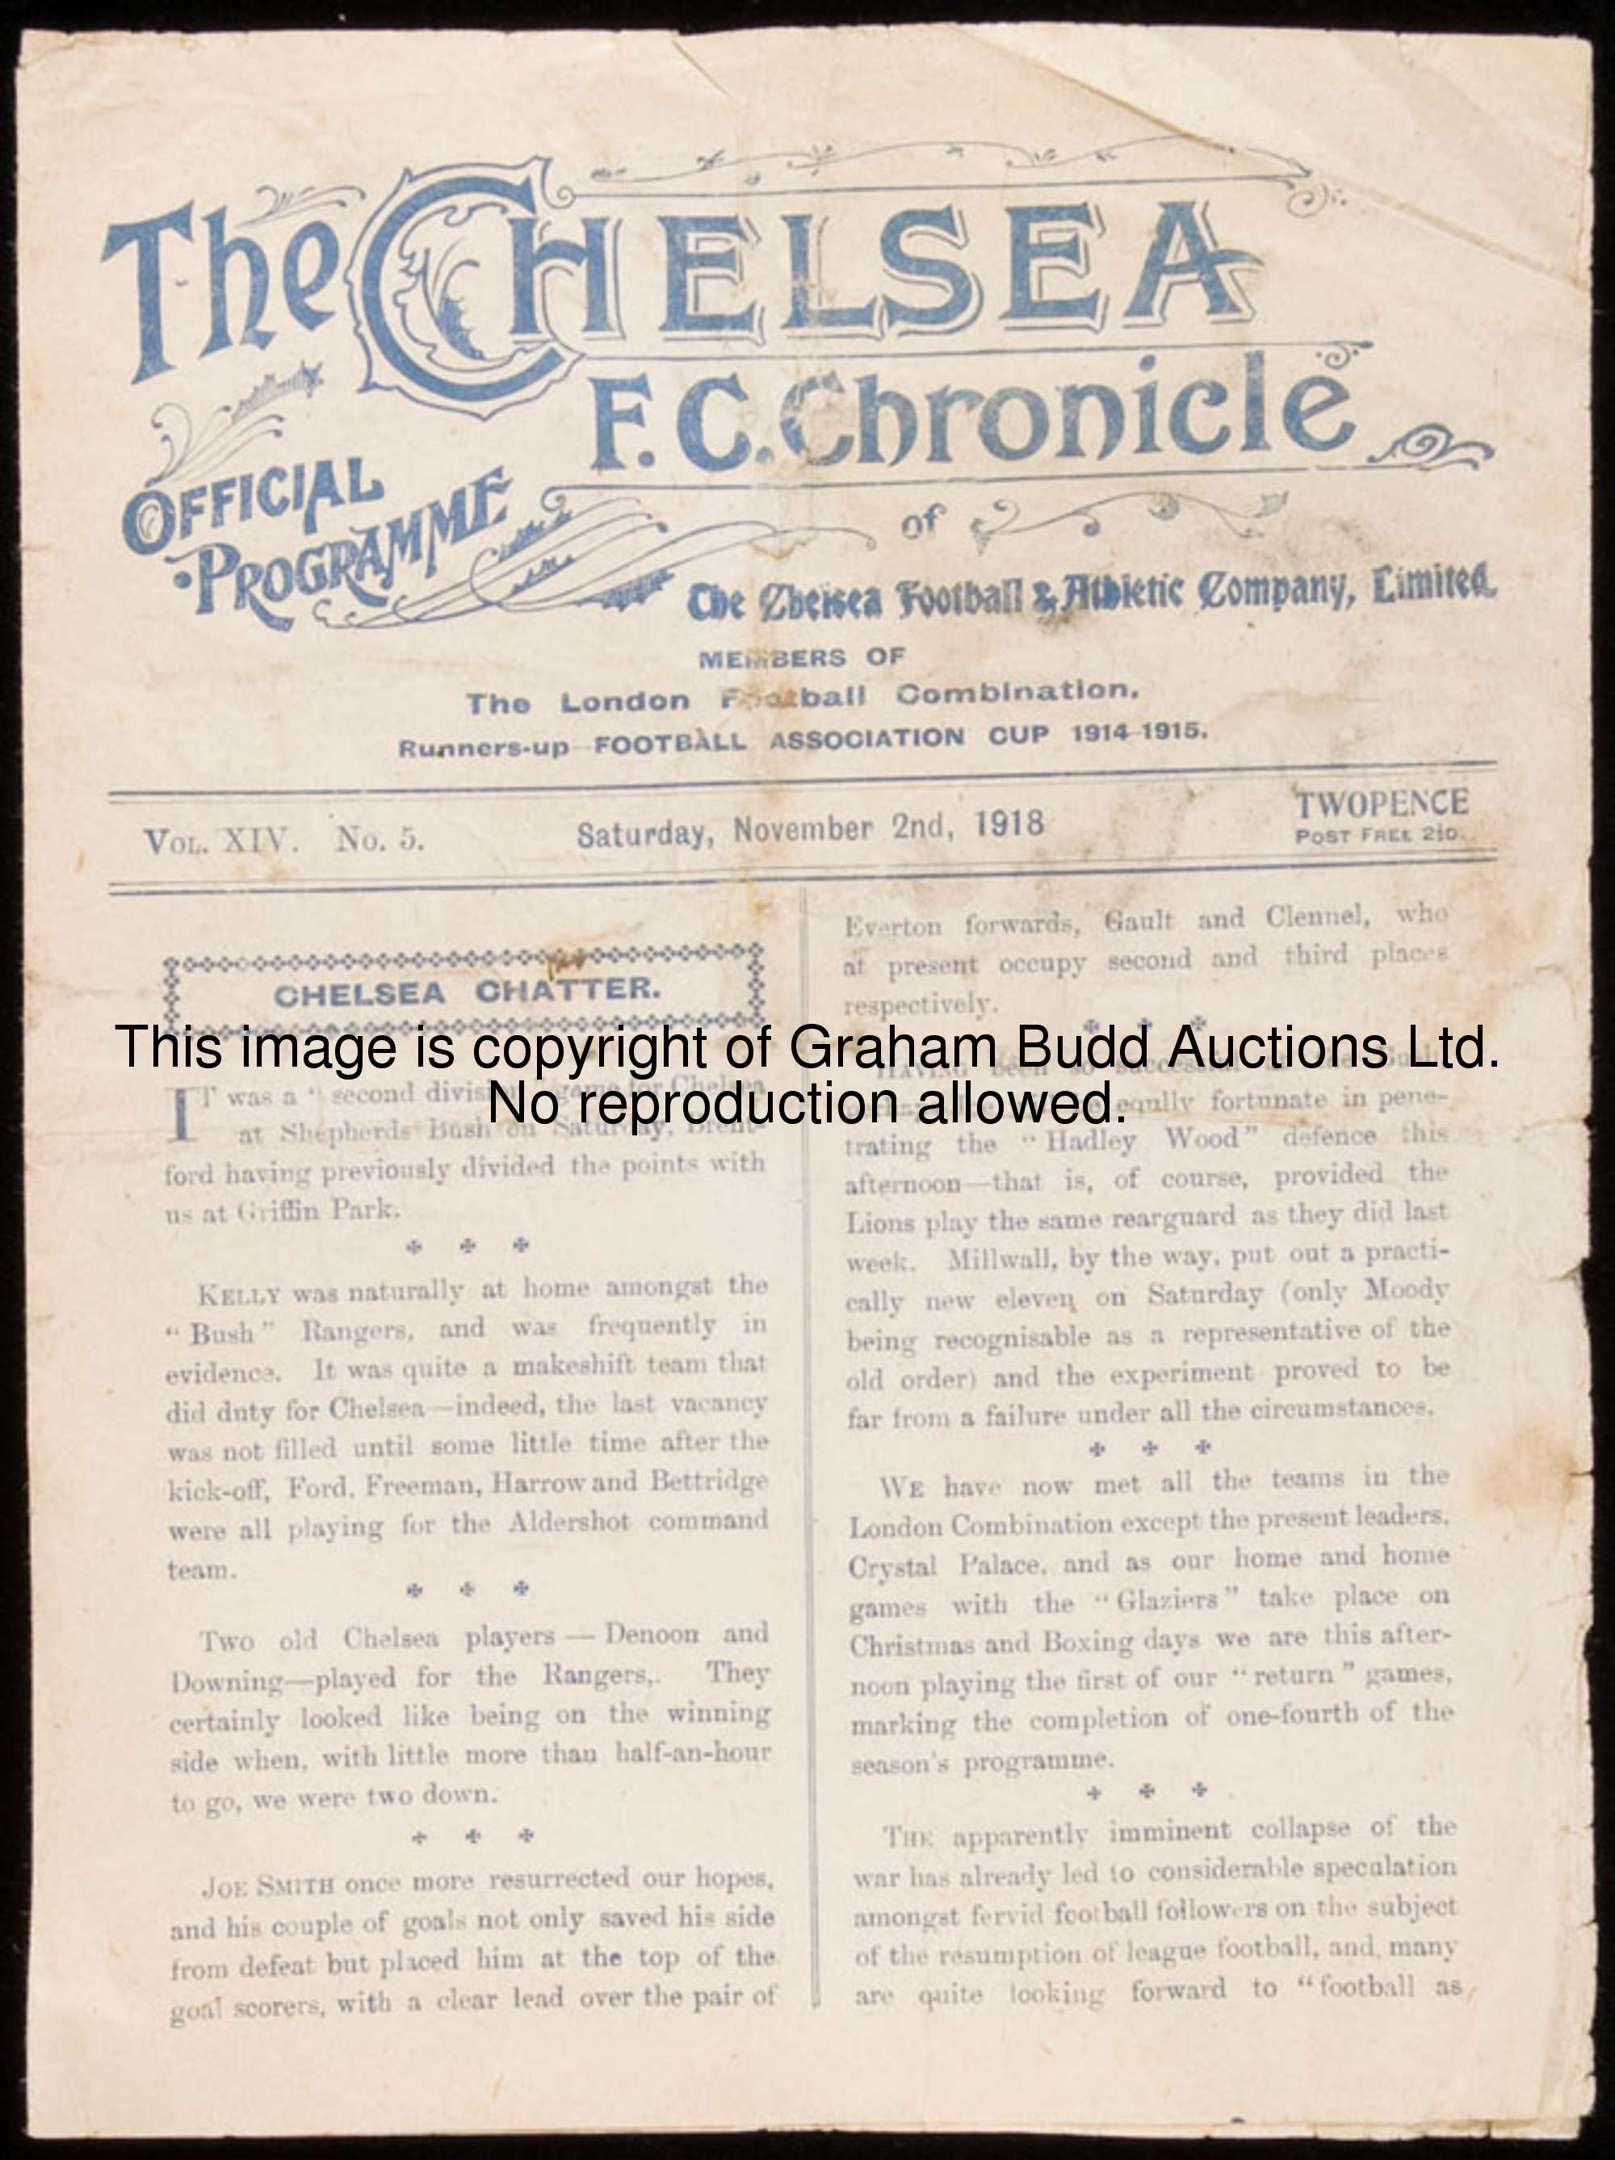 The CHELSEA
F.C. Chronicle
OFFICIAL
PROGRAMME
of
The Chelsea Football & Athletic Company, Limited.
MEMBERS OF
The London Football Combination.
Runners-up FOOTBALL ASSOCIATION CUP 1914-1915.
VOL. XIV. No. 5.
Saturday, November 2nd, 1918
TWOPENCE
POST FREE 2½D.
CHELSEA CHATTER.
This image is copyright of Graham Budd Auctions Ltd.
No reproduction allowed.
IT was a "second division" game for Chelsea
at Shepherds Bush on Saturday, Brent-
ford having previously divided the points with
us at Griffin Park.
KELLY was naturally at home amongst the
"Bush" Rangers, and was frequently in
evidence. It was quite a makeshift team that
did duty for Chelsea—indeed, the last vacancy
was not filled until some little time after the
kick-off, Ford, Freeman, Harrow and Bettridge
were all playing for the Aldershot command
team.
Two old Chelsea players — Denoon and
Downing—played for the Rangers,. They
certainly looked like being on the winning
side when, with little more than half-an-hour
to go, we were two down.
JOE SMITH once more resurrected our hopes,
and his couple of goals not only saved his side
from defeat but placed him at the top of the
goal scorers, with a clear lead over the pair of
Everton forwards, Gault and Clennel, who
at present occupy second and third places
respectively.
HAVING been so successful
eqully fortunate in pene-
trating the "Hadley Wood" defence this
afternoon—that is, of course, provided the
Lions play the same rearguard as they did last
week. Millwall, by the way, put out a practi-
cally new eleven on Saturday (only Moody
being recognisable as a representative of the
old order) and the experiment proved to be
far from a failure under all the circumstances.
WE have now met all the teams in the
London Combination except the present leaders,
Crystal Palace, and as our home and home
games with the "Glaziers" take place on
Christmas and Boxing days we are this after-
noon playing the first of our "return" games,
marking the completion of one-fourth of the
season's programme.
THE apparently imminent collapse of the
war has already led to considerable speculation
amongst fervid football followers on the subject
of the resumption of league football, and, many
are quite looking forward to "football as